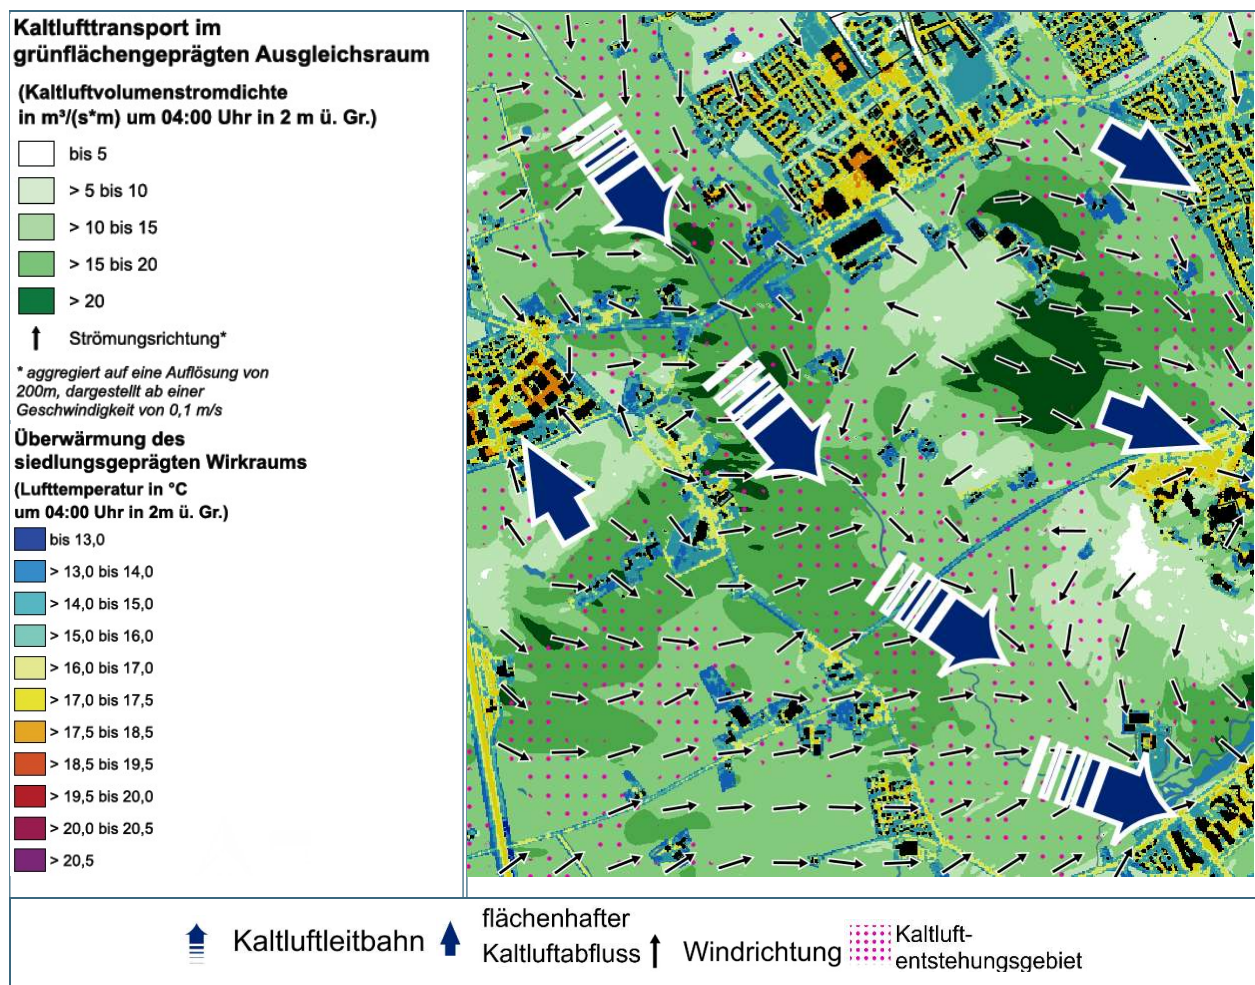 Kaltlufttransport im
grünflächengeprägten Ausgleichsraum
(Kaltluftvolumenstromdichte
in m³/(s*m) um 04:00 Uhr in 2 m ü. Gr.)
bis 5
> 5 bis 10
> 10 bis 15
> 15 bis 20
> 20
Strömungsrichtung*
* aggregiert auf eine Auflösung von
200m, dargestellt ab einer
Geschwindigkeit von 0,1 m/s
Überwärmung des
siedlungsgeprägten Wirkraums
(Lufttemperatur in °C
um 04:00 Uhr in 2m ü. Gr.)
bis 13,0
> 13,0 bis 14,0
> 14,0 bis 15,0
> 15,0 bis 16,0
> 16,0 bis 17,0
> 17,0 bis 17,5
> 17,5 bis 18,5
> 18,5 bis 19,5
> 19,5 bis 20,0
> 20,0 bis 20,5
> 20,5
Kaltluftleitbahn
flächenhafter
Kaltluftabfluss
Windrichtung
Kaltluft-
entstehungsgebiet